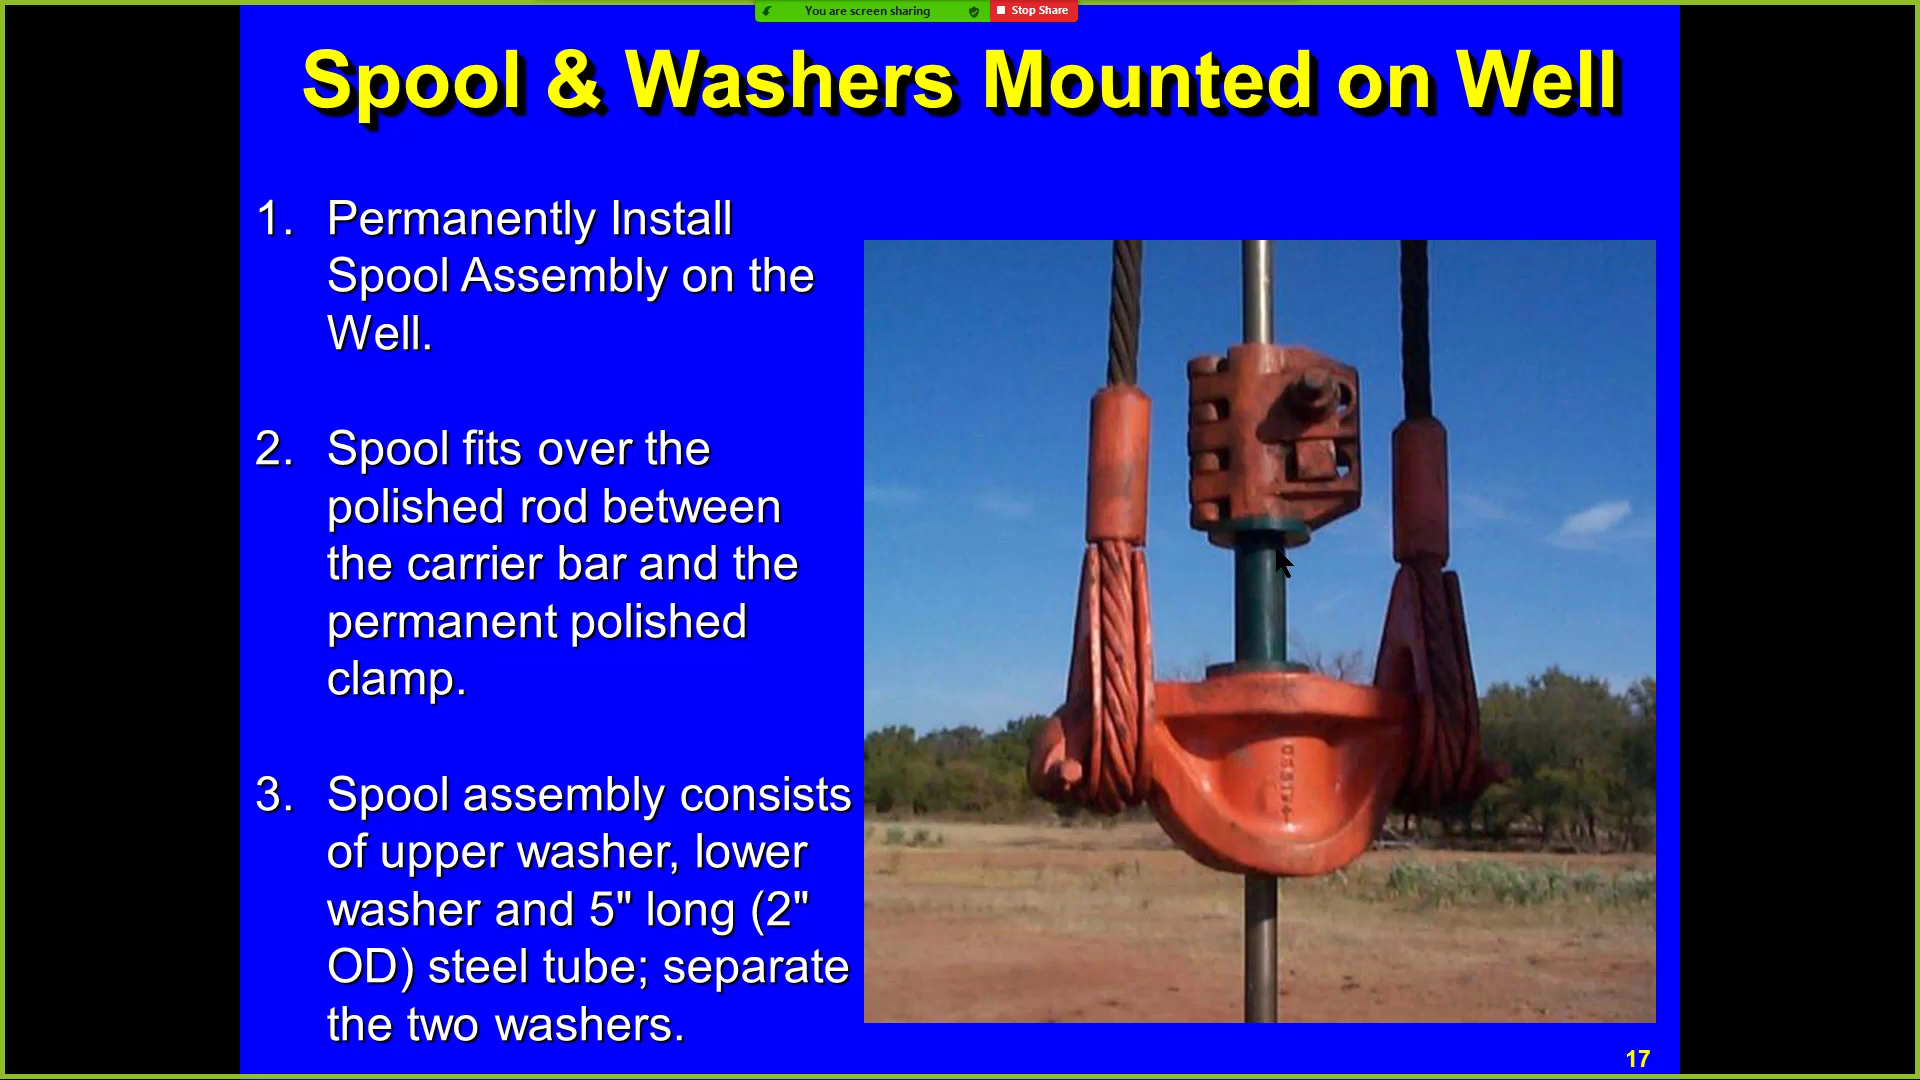 You are screen sharing
Stop Share
Spool & Washers Mounted on Well
1. Permanently Install
Spool Assembly on the
Well.
2. Spool fits over the
polished rod between
the carrier bar and the
permanent polished
clamp.
3. Spool assembly consists
of upper washer, lower
washer and 5" long (2"
OD) steel tube; separate
the two washers.
17